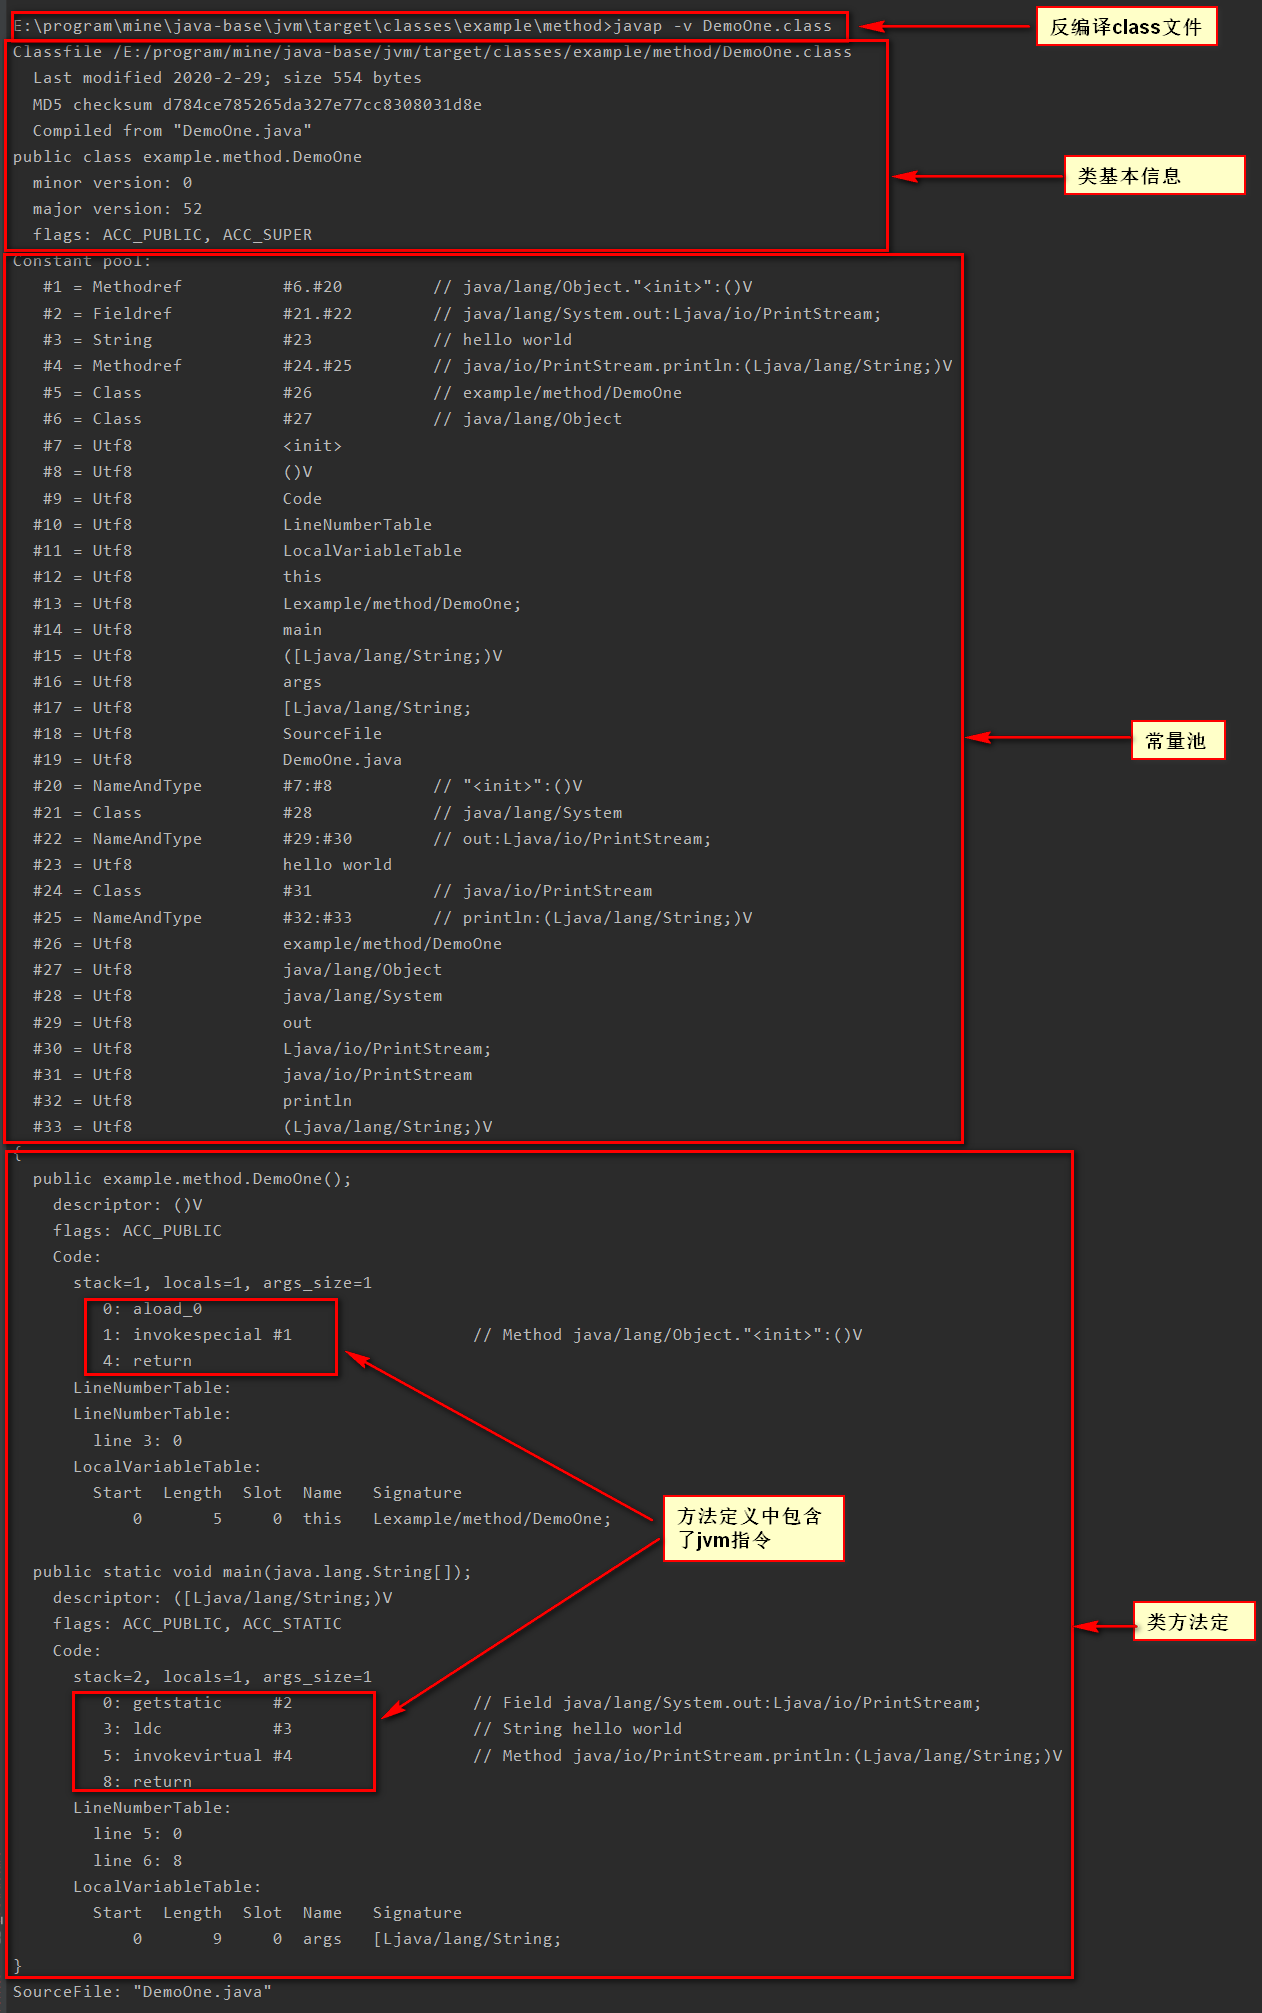 E:\program\mine\java-base\jvm\target\classes\example\method>javap -v DemoOne.class
反编译class文件
Classfile /E:/program/mine/java-base/jvm/target/classes/example/method/DemoOne.class
  Last modified 2020-2-29; size 554 bytes
  MD5 checksum d784ce785265da327e77cc8308031d8e
  Compiled from "DemoOne.java"
public class example.method.DemoOne
  minor version: 0
  major version: 52
  flags: ACC_PUBLIC, ACC_SUPER
类基本信息
Constant pool:
   #1 = Methodref          #6.#20         // java/lang/Object."<init>":()V
   #2 = Fieldref           #21.#22        // java/lang/System.out:Ljava/io/PrintStream;
   #3 = String             #23            // hello world
   #4 = Methodref          #24.#25        // java/io/PrintStream.println:(Ljava/lang/String;)V
   #5 = Class              #26            // example/method/DemoOne
   #6 = Class              #27            // java/lang/Object
   #7 = Utf8               <init>
   #8 = Utf8               ()V
   #9 = Utf8               Code
  #10 = Utf8               LineNumberTable
  #11 = Utf8               LocalVariableTable
  #12 = Utf8               this
  #13 = Utf8               Lexample/method/DemoOne;
  #14 = Utf8               main
  #15 = Utf8               ([Ljava/lang/String;)V
  #16 = Utf8               args
  #17 = Utf8               [Ljava/lang/String;
  #18 = Utf8               SourceFile
  #19 = Utf8               DemoOne.java
  #20 = NameAndType        #7:#8          // "<init>":()V
  #21 = Class              #28            // java/lang/System
  #22 = NameAndType        #29:#30        // out:Ljava/io/PrintStream;
  #23 = Utf8               hello world
  #24 = Class              #31            // java/io/PrintStream
  #25 = NameAndType        #32:#33        // println:(Ljava/lang/String;)V
  #26 = Utf8               example/method/DemoOne
  #27 = Utf8               java/lang/Object
  #28 = Utf8               java/lang/System
  #29 = Utf8               out
  #30 = Utf8               Ljava/io/PrintStream;
  #31 = Utf8               java/io/PrintStream
  #32 = Utf8               println
  #33 = Utf8               (Ljava/lang/String;)V
常量池
{
  public example.method.DemoOne();
    descriptor: ()V
    flags: ACC_PUBLIC
    Code:
      stack=1, locals=1, args_size=1
         0: aload_0
         1: invokespecial #1                  // Method java/lang/Object."<init>":()V
         4: return
      LineNumberTable:
      LineNumberTable:
        line 3: 0
      LocalVariableTable:
        Start  Length  Slot  Name   Signature
            0       5     0  this   Lexample/method/DemoOne;
方法定义中包含
了jvm指令
  public static void main(java.lang.String[]);
    descriptor: ([Ljava/lang/String;)V
    flags: ACC_PUBLIC, ACC_STATIC
    Code:
      stack=2, locals=1, args_size=1
         0: getstatic     #2                  // Field java/lang/System.out:Ljava/io/PrintStream;
         3: ldc           #3                  // String hello world
         5: invokevirtual #4                  // Method java/io/PrintStream.println:(Ljava/lang/String;)V
         8: return
      LineNumberTable:
        line 5: 0
        line 6: 8
      LocalVariableTable:
        Start  Length  Slot  Name   Signature
            0       9     0  args   [Ljava/lang/String;
}
类方法定
SourceFile: "DemoOne.java"